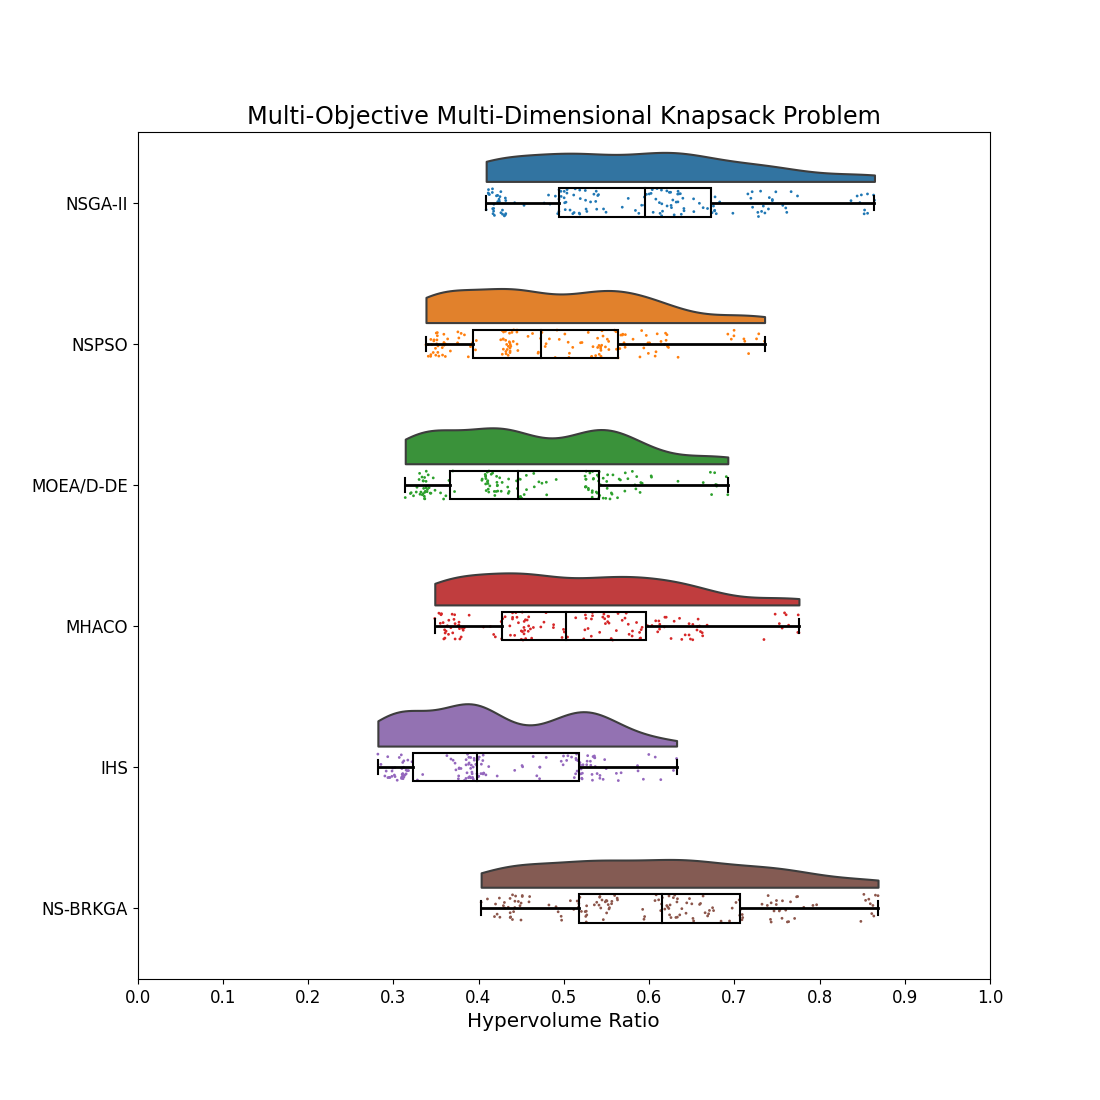 Multi-Objective Multi-Dimensional Knapsack Problem
NSGA-II
NSPSO
MOEA/D-DE
MHACO
IHS
NS-BRKGA
0.0 0.1 0.2 0.3 0.4 0.5 0.6 0.7 0.8 0.9 1.0
Hypervolume Ratio